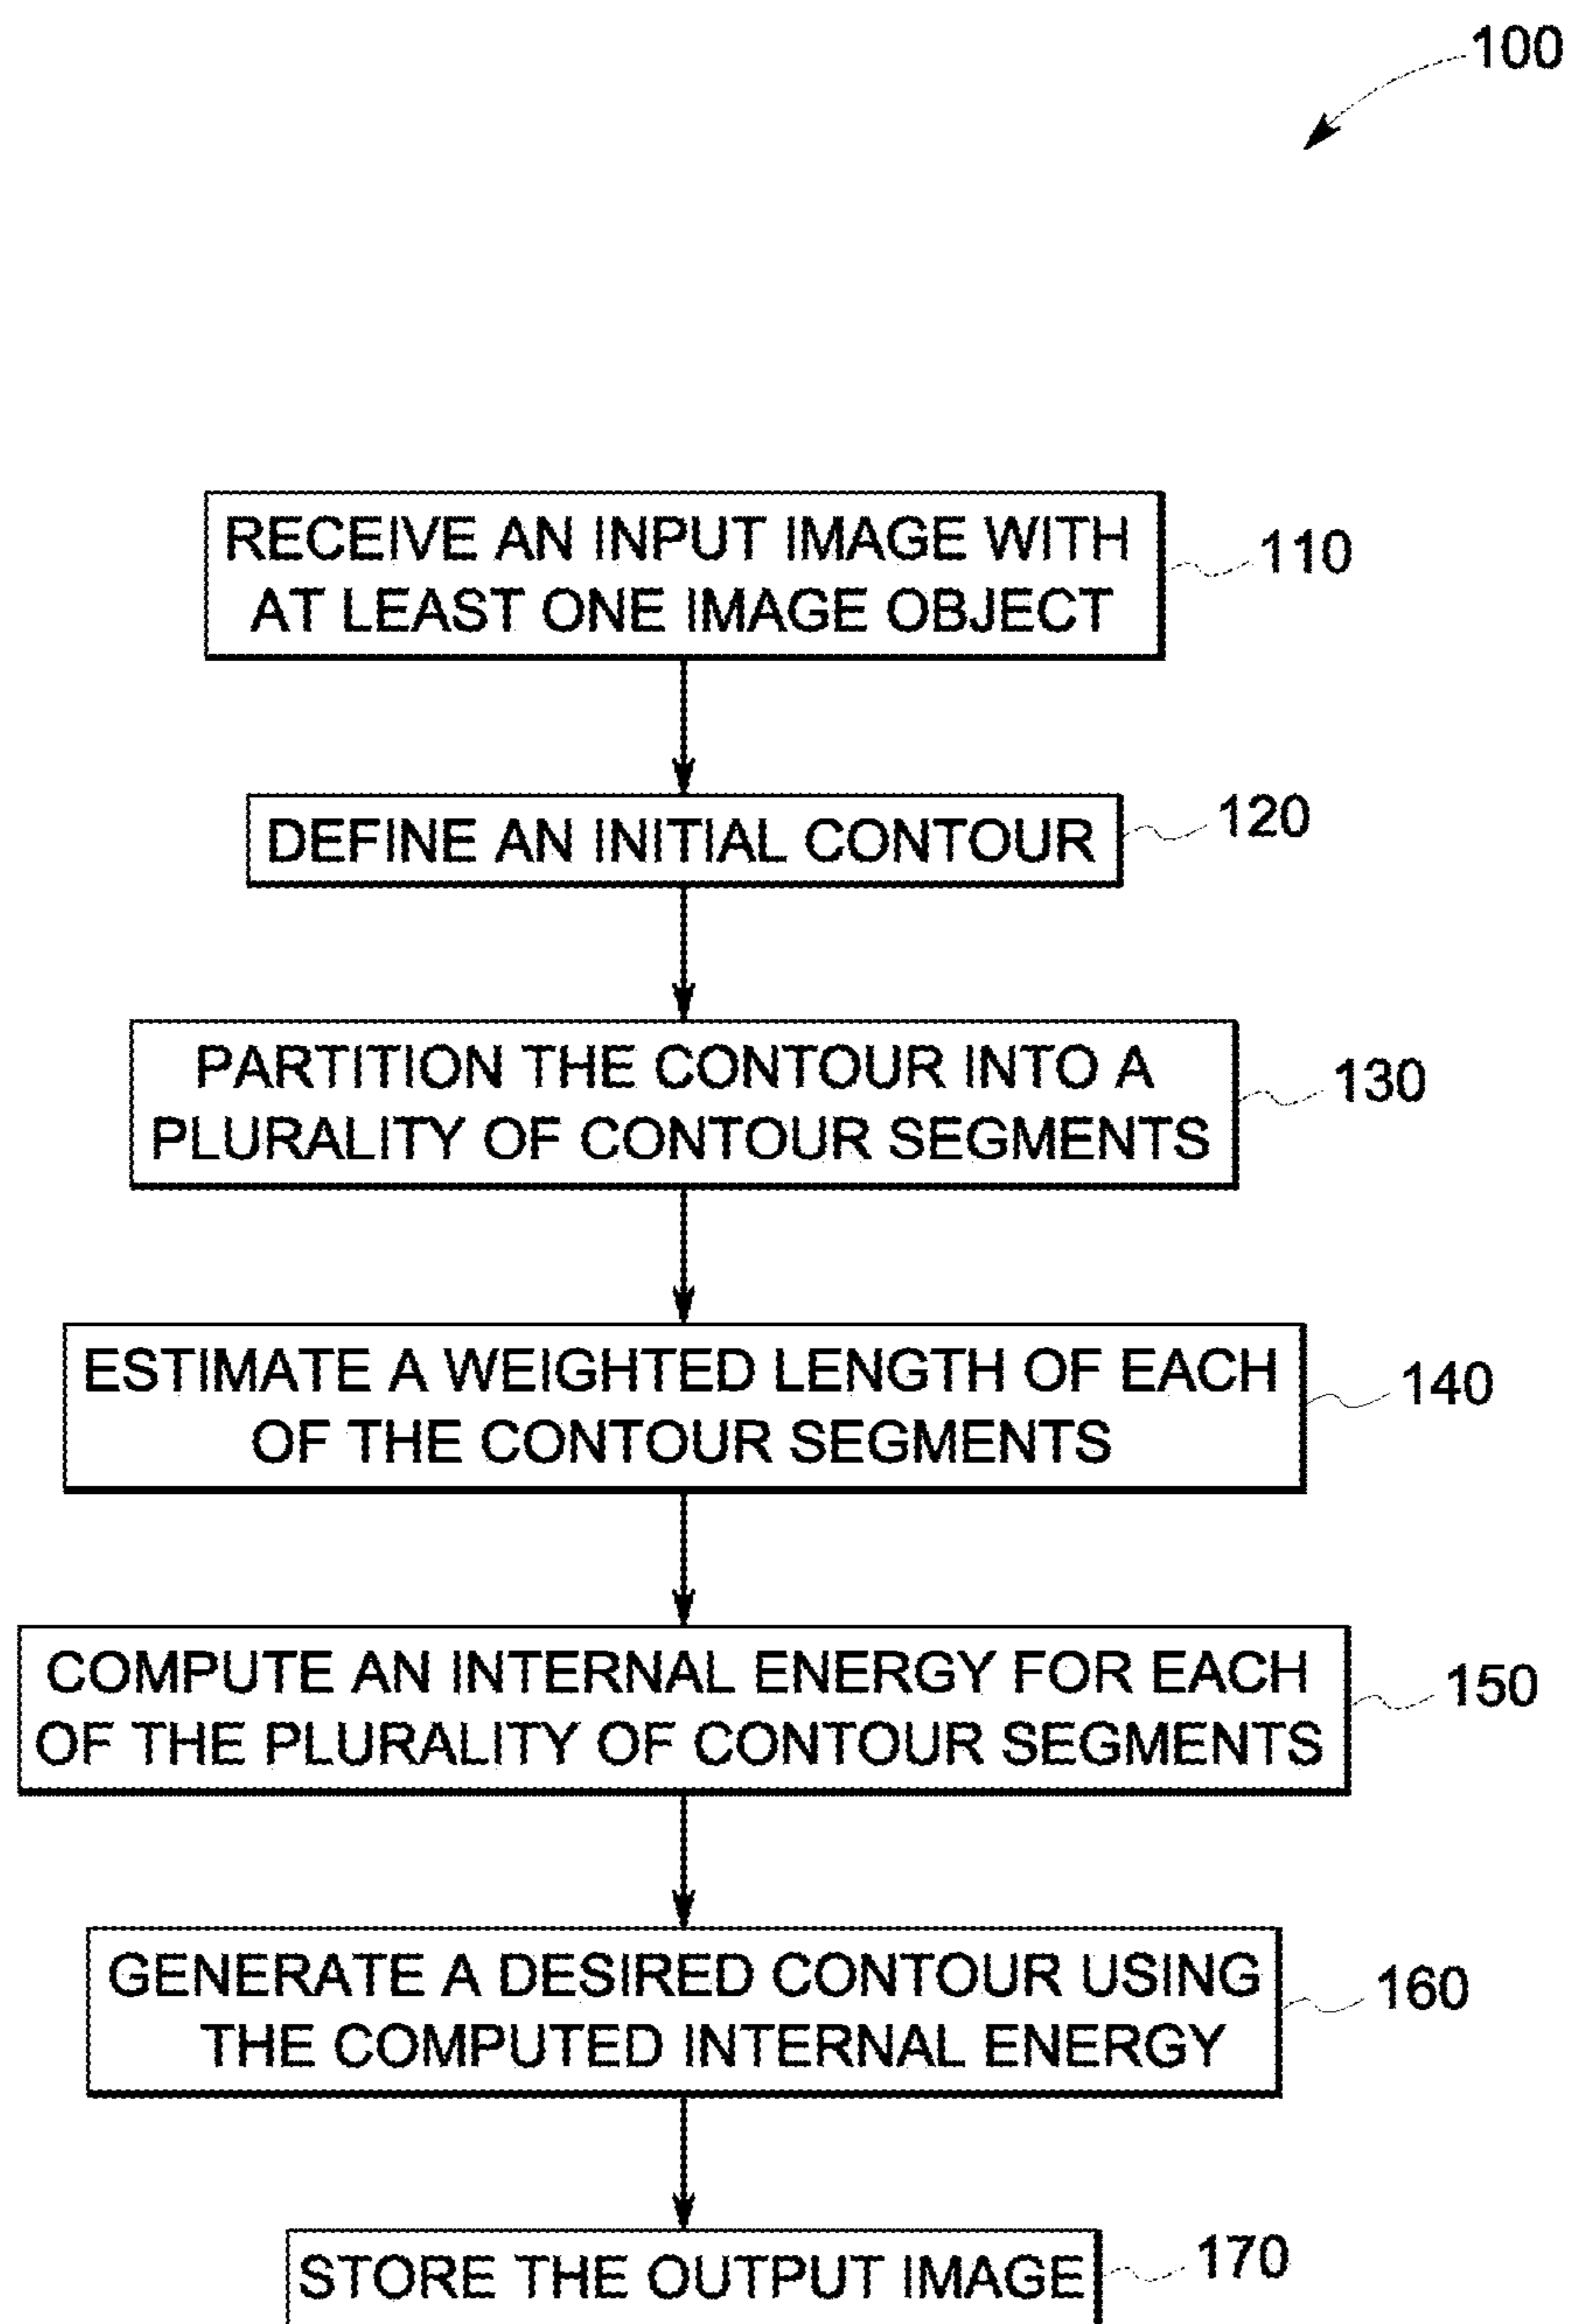 100
RECEIVE AN INPUT IMAGE WITH
AT LEAST ONE IMAGE OBJECT
110
DEFINE AN INITIAL CONTOUR
120
PARTITION THE CONTOUR INTO A
PLURALITY OF CONTOUR SEGMENTS
130
ESTIMATE A WEIGHTED LENGTH OF EACH
OF THE CONTOUR SEGMENTS
140
COMPUTE AN INTERNAL ENERGY FOR EACH
OF THE PLURALITY OF CONTOUR SEGMENTS
150
GENERATE A DESIRED CONTOUR USING
THE COMPUTED INTERNAL ENERGY
160
STORE THE OUTPUT IMAGE
170